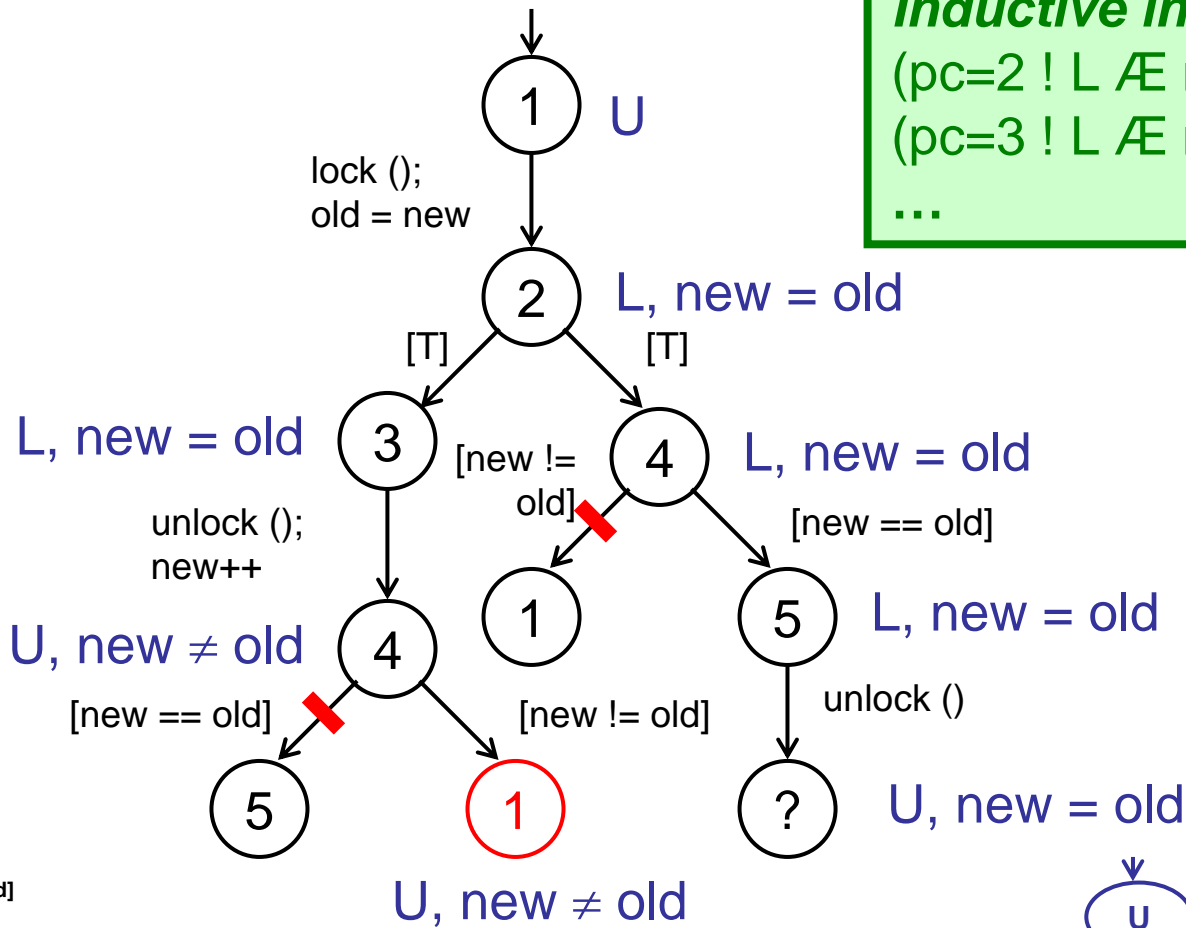 Inductive in
(pc=2 ! L Æ
(pc=3 ! L Æ
…
1
U
lock ();
old = new
2
L, new = old
[T]
[T]
L, new = old
3
[new !=
old]
4
L, new = old
unlock ();
new++
[new == old]
1
5
L, new = old
U, new ≠ old
4
[new == old]
[new != old]
unlock ()
5
1
?
U, new = old
d]
U, new ≠ old
U